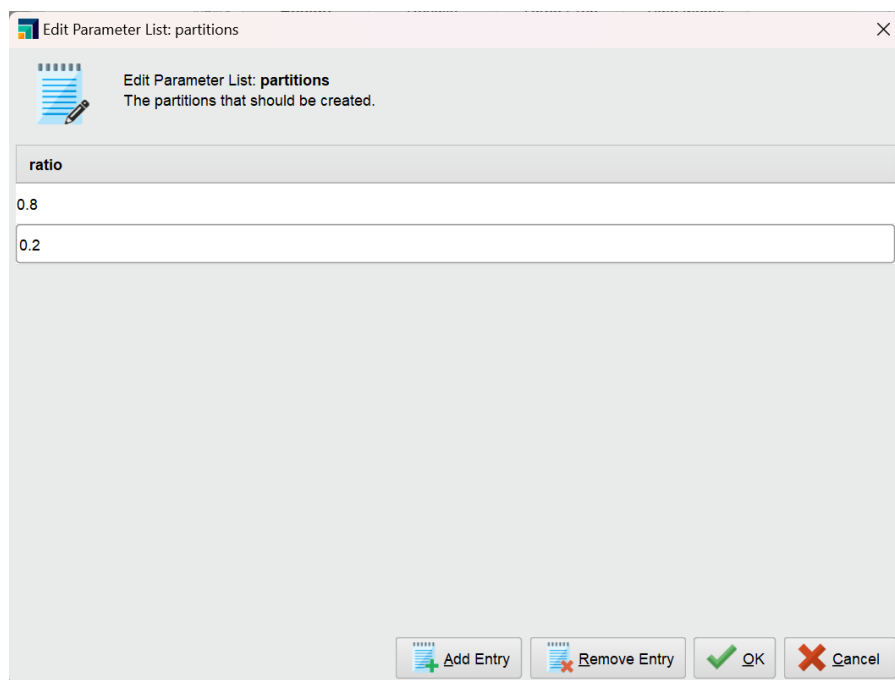 Edit Parameter List: partitions
Edit Parameter List: partitions
The partitions that should be created.
ratio
0.8
0.2
Add Entry
Remove Entry
OK
Cancel